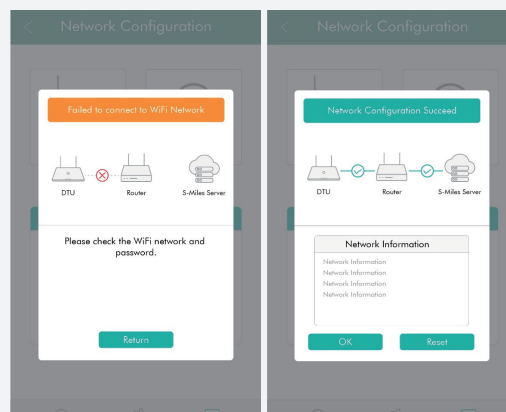 Network Configuration
Failed to connect to WiFi Network
DTU
Router
S-Miles Server
Please check the WiFi network and
password.
Return
Network Configuration
Network Configuration Succeed
DTU
Router
S-Miles Server
Network Information
Network Information
Network Information
Network Information
Network Information
OK
Reset